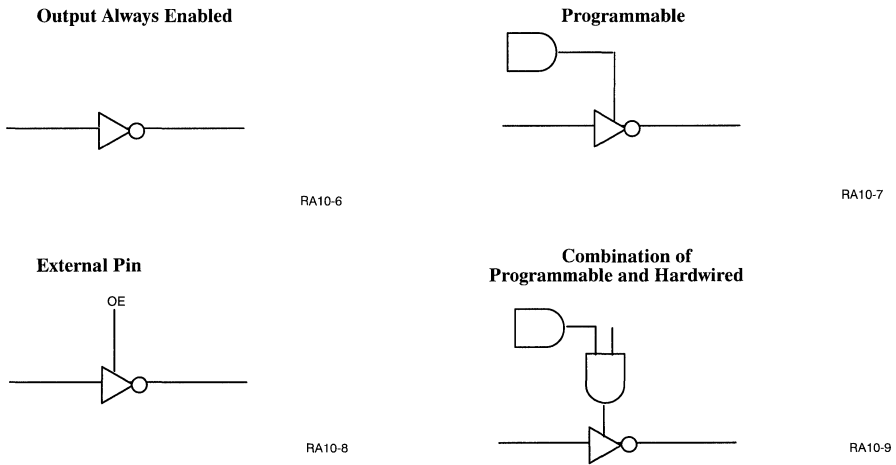 Output Always Enabled
RA10-6
Programmable
RA10-7
External Pin
OE
RA10-8
Combination of
Programmable and Hardwired
RA10-9